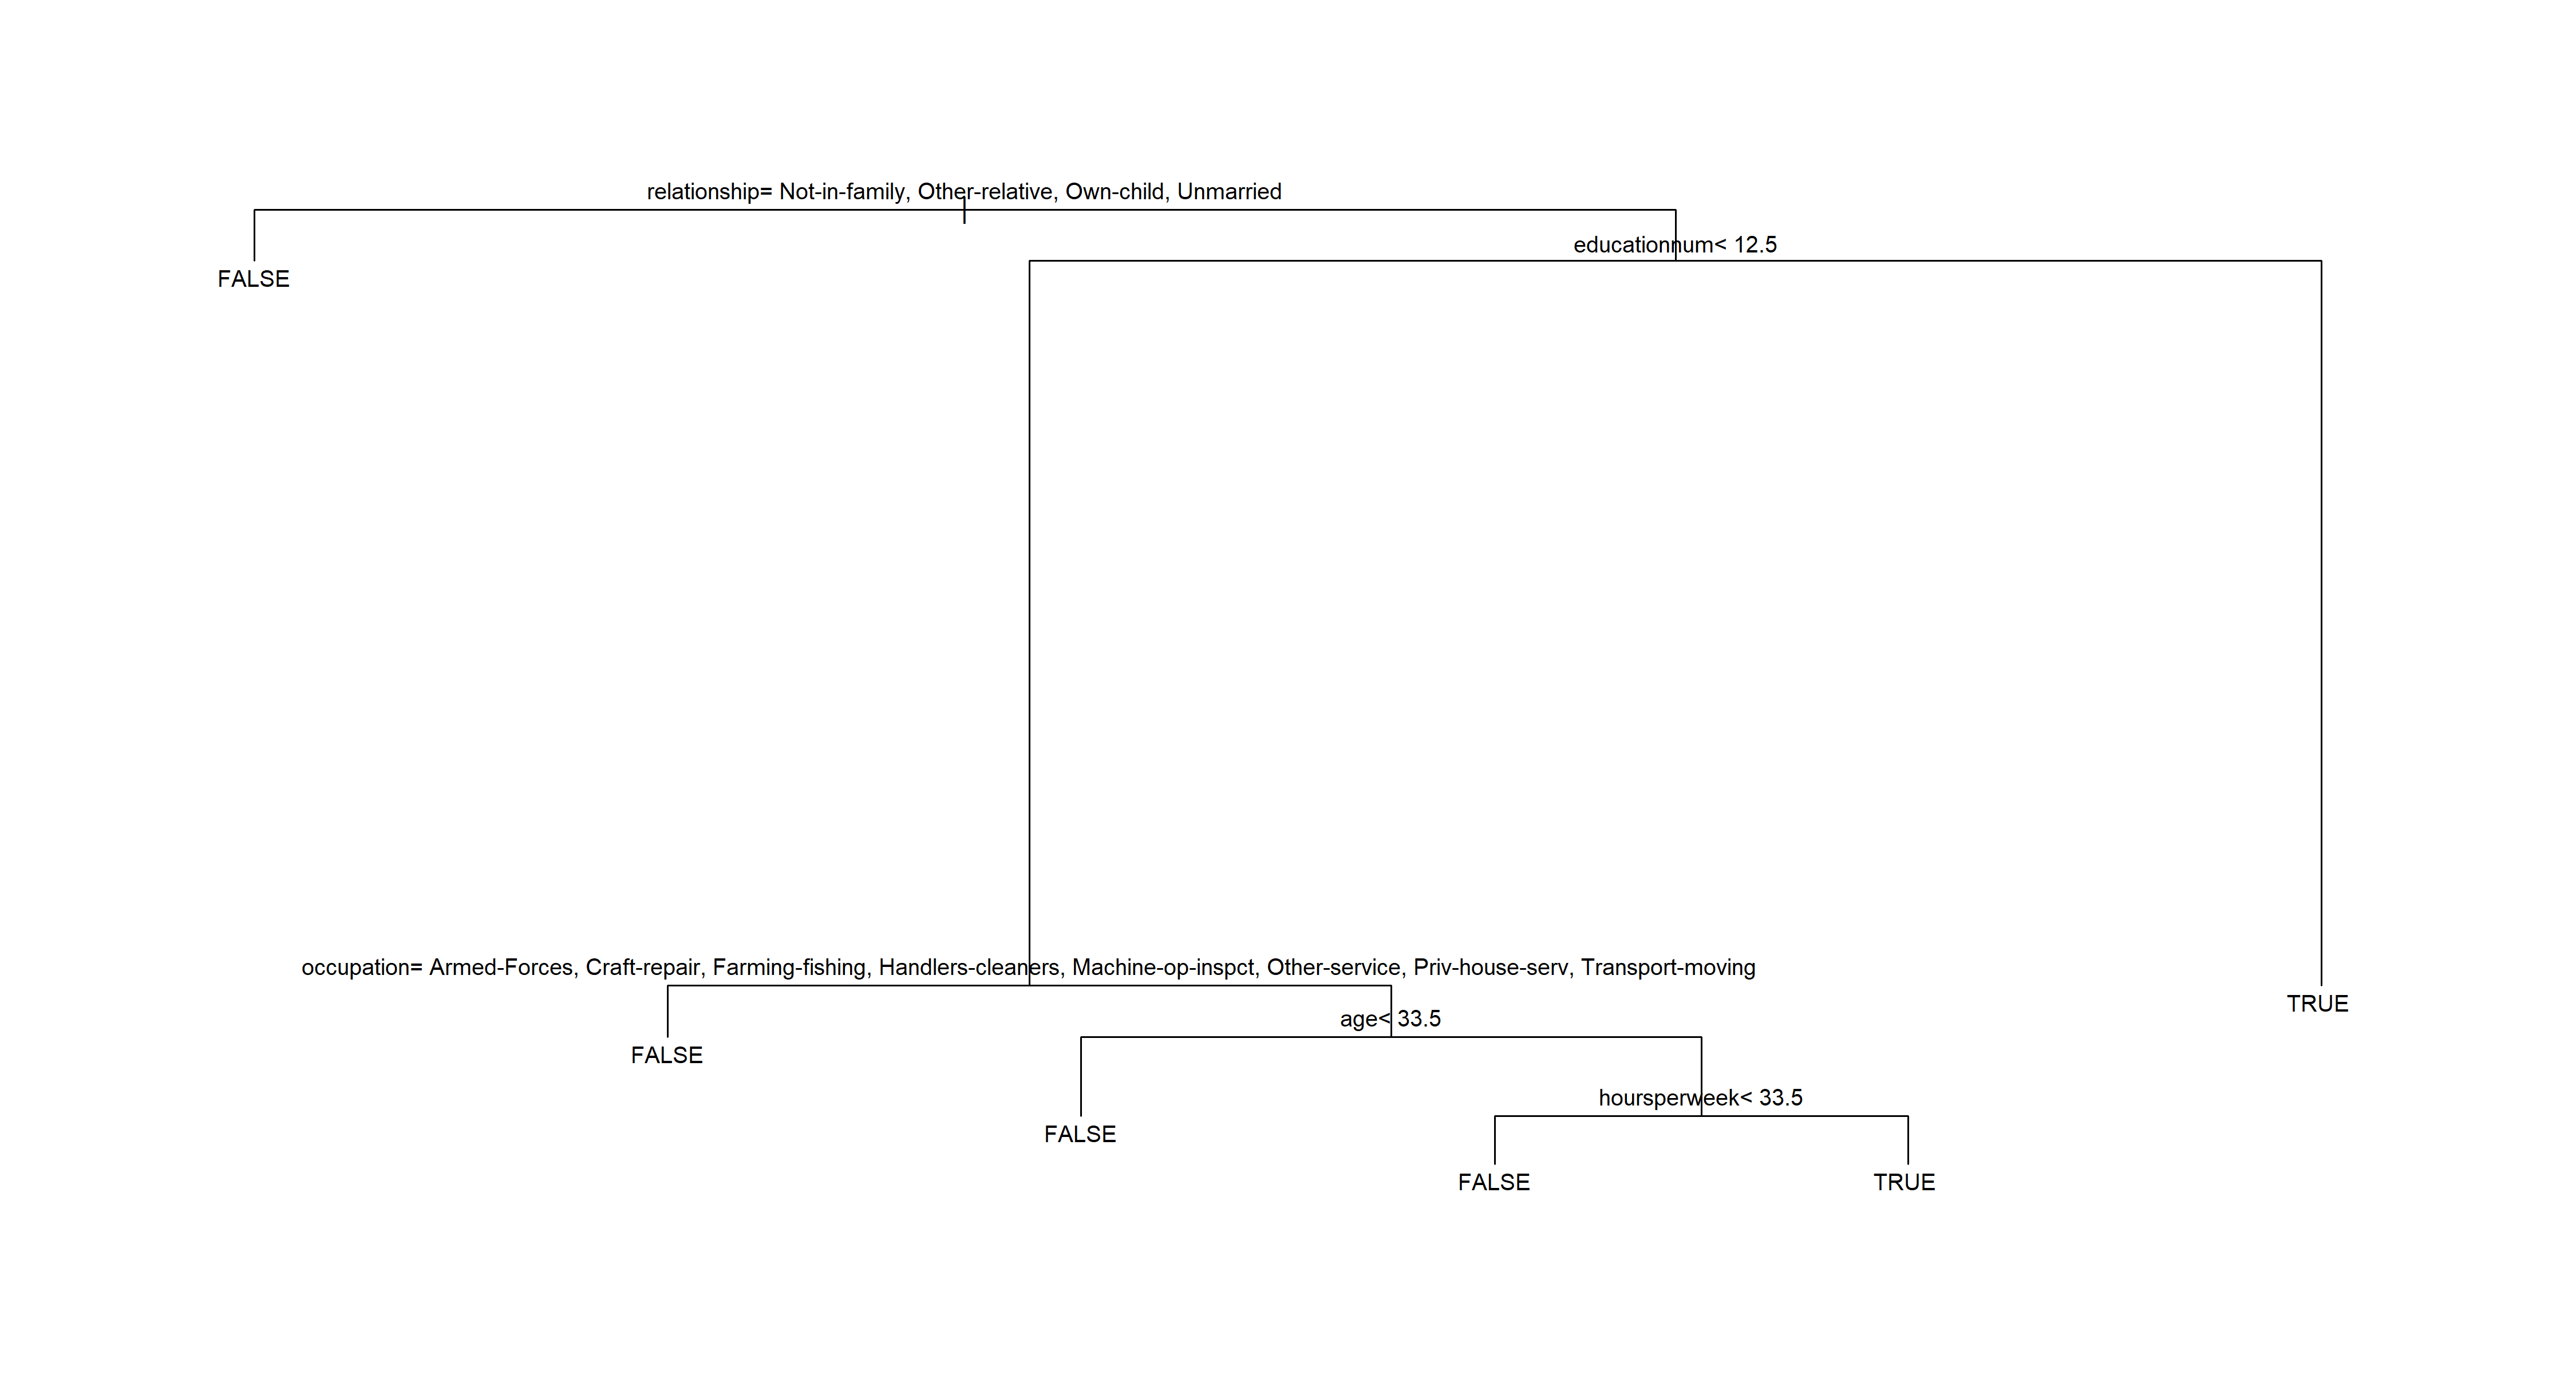 relationship= Not-in-family, Other-relative, Own-child, Unmarried
educationnum< 12.5
FALSE
occupation= Armed-Forces, Craft-repair, Farming-fishing, Handlers-cleaners, Machine-op-inspct, Other-service, Priv-house-serv, Transport-moving
TRUE
age< 33.5
FALSE
hoursperweek< 33.5
FALSE
FALSE
TRUE